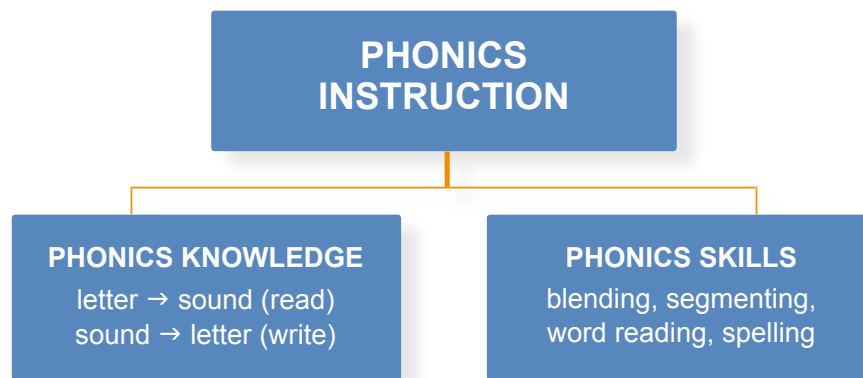 PHONICS
INSTRUCTION
PHONICS KNOWLEDGE
letter → sound (read)
sound → letter (write)
PHONICS SKILLS
blending, segmenting,
word reading, spelling